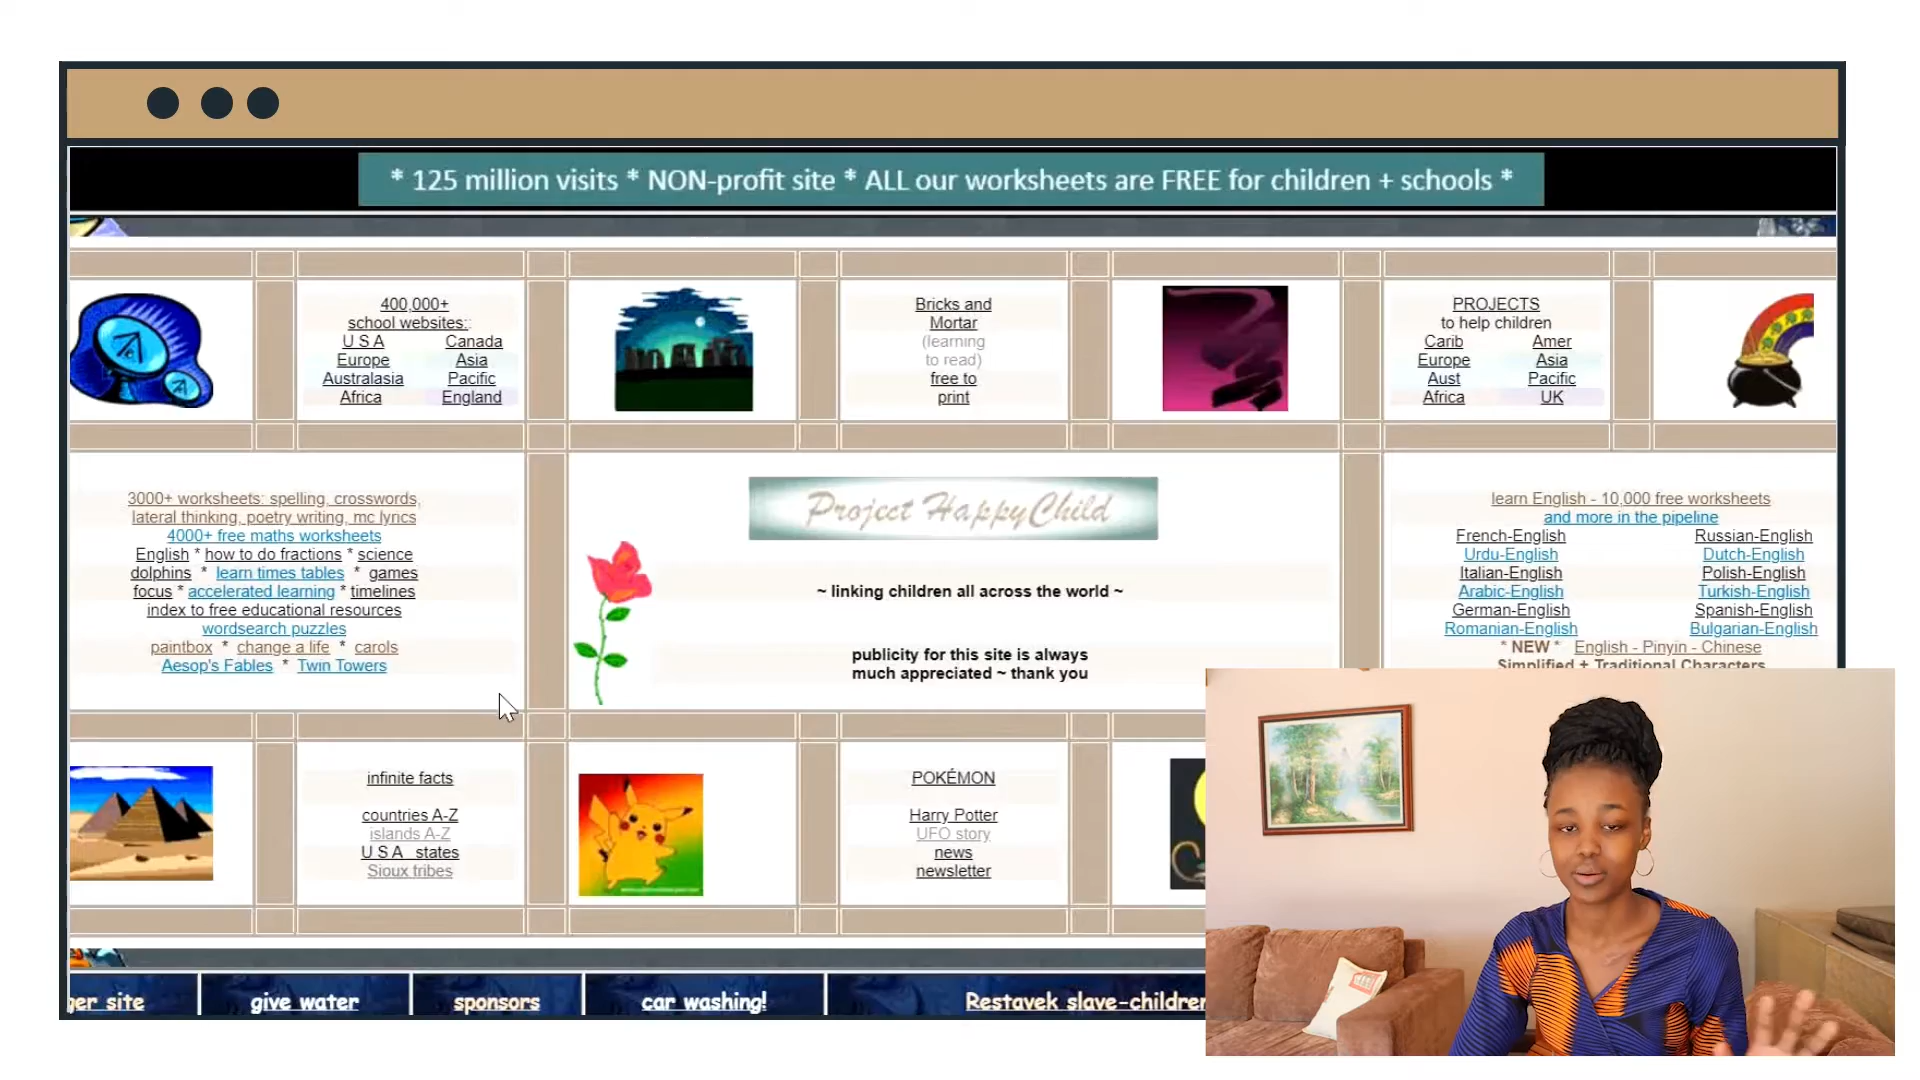 * 125 million visits * NON-profit site * ALL our worksheets are FREE for children + schools *
400,000+
school websites::
U S A Canada
Europe Asia
Australasia Pacific
Africa England
Bricks and
Mortar
(learning
to read)
free to
print
PROJECTS
to help children
Carib Amer
Europe Asia
Aust Pacific
Africa UK
3000+ worksheets: spelling, crosswords,
lateral thinking, poetry writing, mc lyrics
4000+ free maths worksheets
English * how to do fractions * science
dolphins * learn times tables * games
focus * accelerated learning * timelines
index to free educational resources
wordsearch puzzles
paintbox * change a life * carols
Aesop's Fables * Twin Towers
Project HappyChild
~ linking children all across the world ~
publicity for this site is always
much appreciated ~ thank you
learn English - 10,000 free worksheets
and more in the pipeline
French-English Russian-English
Urdu-English Dutch-English
Italian-English Polish-English
Arabic-English Turkish-English
German-English Spanish-English
Romanian-English Bulgarian-English
* NEW * English - Pinyin - Chinese
Simplified + Traditional Characters
infinite facts
countries A-Z
islands A-Z
U S A states
Sioux tribes
POKÉMON
Harry Potter
UFO story
news
newsletter
ger site
give water
sponsors
car washing!
Restavek slave-children